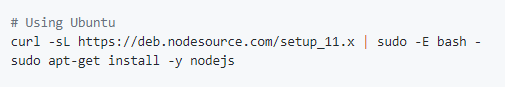 # Using Ubuntu
curl -sL https://deb.nodesource.com/setup_11.x | sudo -E bash -
sudo apt-get install -y nodejs